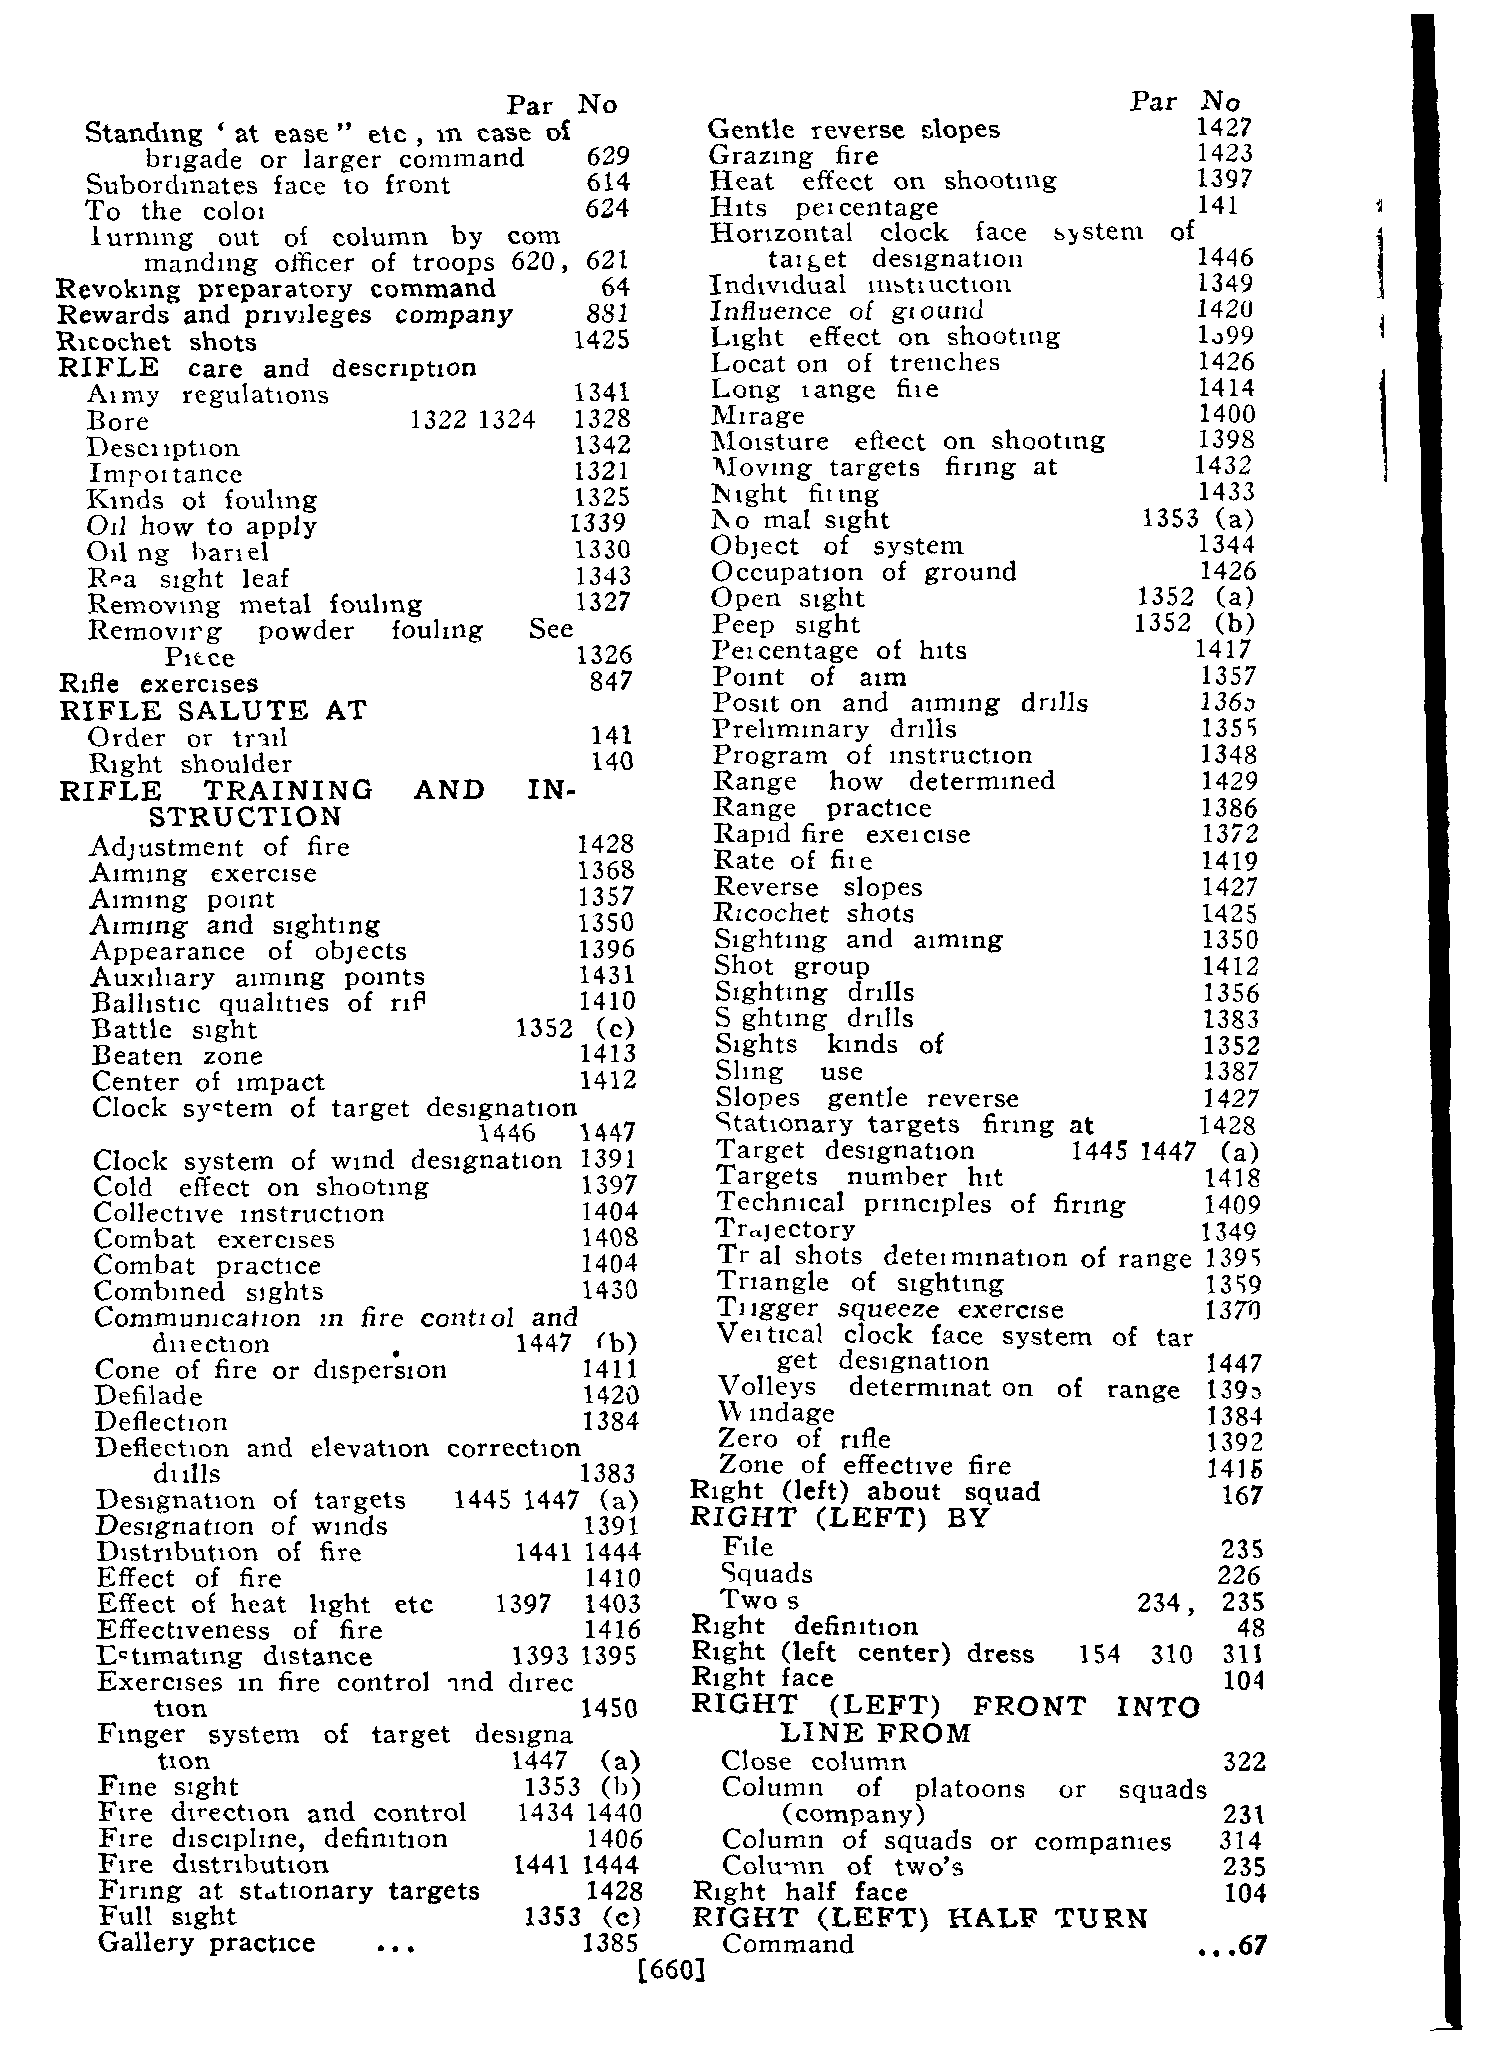 Par No
Standing ‘ at ease” etc , in case of
brigade or larger command 629
Subordinates face to front 614
To the color 624
Turning out of column by com
manding officer of troops 620, 621
Revoking preparatory command 64
Rewards and privileges company 881
Ricochet shots 1425
RIFLE care and description
Army regulations 1341
Bore 1322 1324 1328
Description 1342
Importance 1321
Kinds of fouling 1325
Oil how to apply 1339
Oil ng barrel 1330
Rea sight leaf 1343
Removing metal fouling 1327
Removing powder fouling See
Piece 1326
Rifle exercises 847
RIFLE SALUTE AT
Order or trail 141
Right shoulder 140
RIFLE TRAINING AND IN-
STRUCTION
Adjustment of fire 1428
Aiming exercise 1368
Aiming point 1357
Aiming and sighting 1350
Appearance of objects 1396
Auxiliary aiming points 1431
Ballistic qualities of rifl 1410
Battle sight 1352 (c)
Beaten zone 1413
Center of impact 1412
Clock system of target designation
1446 1447
Clock system of wind designation 1391
Cold effect on shooting 1397
Collective instruction 1404
Combat exercises 1408
Combat practice 1404
Combined sights 1430
Communication in fire control and
direction . 1447 (b)
Cone of fire or dispersion 1411
Defilade 1420
Deflection 1384
Deflection and elevation correction
drills 1383
Designation of targets 1445 1447 (a)
Designation of winds 1391
Distribution of fire 1441 1444
Effect of fire 1410
Effect of heat light etc 1397 1403
Effectiveness of fire 1416
Estimating distance 1393 1395
Exercises in fire control and direc
tion 1450
Finger system of target designa
tion 1447 (a)
Fine sight 1353 (b)
Fire direction and control 1434 1440
Fire discipline, definition 1406
Fire distribution 1441 1444
Firing at stationary targets 1428
Full sight 1353 (c)
Gallery practice ... 1385
Par No
Gentle reverse slopes 1427
Grazing fire 1423
Heat effect on shooting 1397
Hits percentage 141
Horizontal clock face system of
target designation 1446
Individual instruction 1349
Influence of ground 1420
Light effect on shooting 1399
Locat on of trenches 1426
Long range fire 1414
Mirage 1400
Moisture effect on shooting 1398
Moving targets firing at 1432
Night firing 1433
No mal sight 1353 (a)
Object of system 1344
Occupation of ground 1426
Open sight 1352 (a)
Peep sight 1352 (b)
Percentage of hits 1417
Point of aim 1357
Posit on and aiming drills 1365
Preliminary drills 1355
Program of instruction 1348
Range how determined 1429
Range practice 1386
Rapid fire exercise 1372
Rate of fire 1419
Reverse slopes 1427
Ricochet shots 1425
Sighting and aiming 1350
Shot group 1412
Sighting drills 1356
S ghting drills 1383
Sights kinds of 1352
Sling use 1387
Slopes gentle reverse 1427
Stationary targets firing at 1428
Target designation 1445 1447 (a)
Targets number hit 1418
Technical principles of firing 1409
Trajectory 1349
Tr al shots determination of range 1395
Triangle of sighting 1359
Trigger squeeze exercise 1370
Vertical clock face system of tar
get designation 1447
Volleys determinat on of range 1395
Windage 1384
Zero of rifle 1392
Zone of effective fire 1415
Right (left) about squad 167
RIGHT (LEFT) BY
File 235
Squads 226
Two s 234, 235
Right definition 48
Right (left center) dress 154 310 311
Right face 104
RIGHT (LEFT) FRONT INTO
LINE FROM
Close column 322
Column of platoons or squads
(company) 231
Column of squads or companies 314
Column of two's 235
Right half face 104
RIGHT (LEFT) HALF TURN
Command ...67
[660]